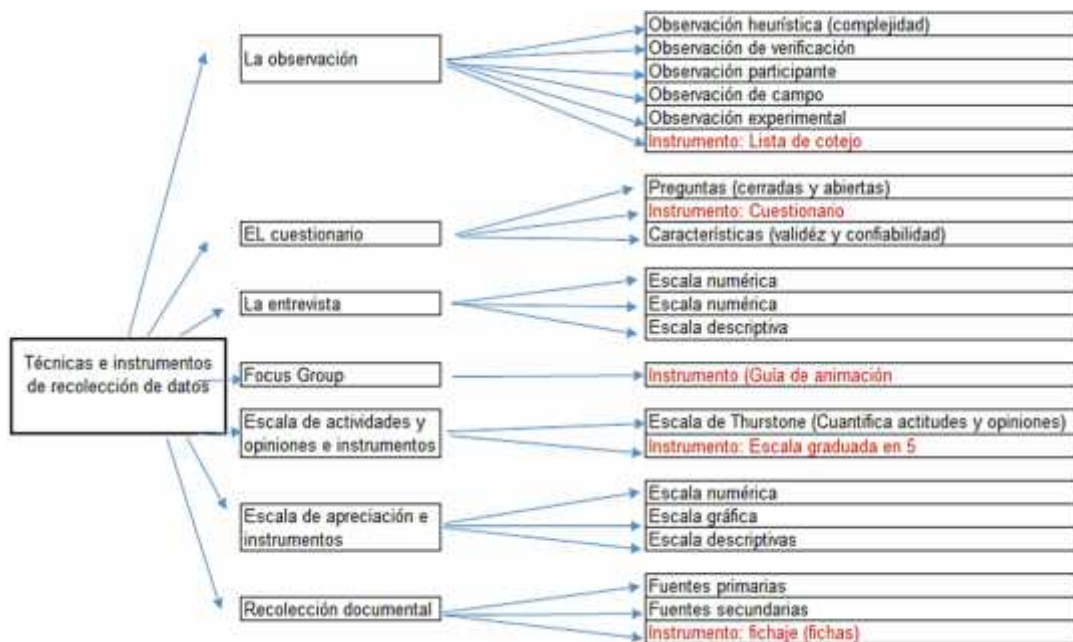 Técnicas e instrumentos
de recolección de datos
La observación
Observación heurística (complejidad)
Observación de verificación
Observación participante
Observación de campo
Observación experimental
Instrumento: Lista de cotejo
EL cuestionario
Preguntas (cerradas y abiertas)
Instrumento: Cuestionario
Características (validéz y confiabilidad)
La entrevista
Escala numérica
Escala numérica
Escala descriptiva
Focus Group
Instrumento (Guía de animación
Escala de actividades y
opiniones e instrumentos
Escala de Thurstone (Cuantifica actitudes y opiniones)
Instrumento: Escala graduada en 5
Escala de apreciación e
instrumentos
Escala numérica
Escala gráfica
Escala descriptivas
Recolección documental
Fuentes primarias
Fuentes secundarias
Instrumento: fichaje (fichas)